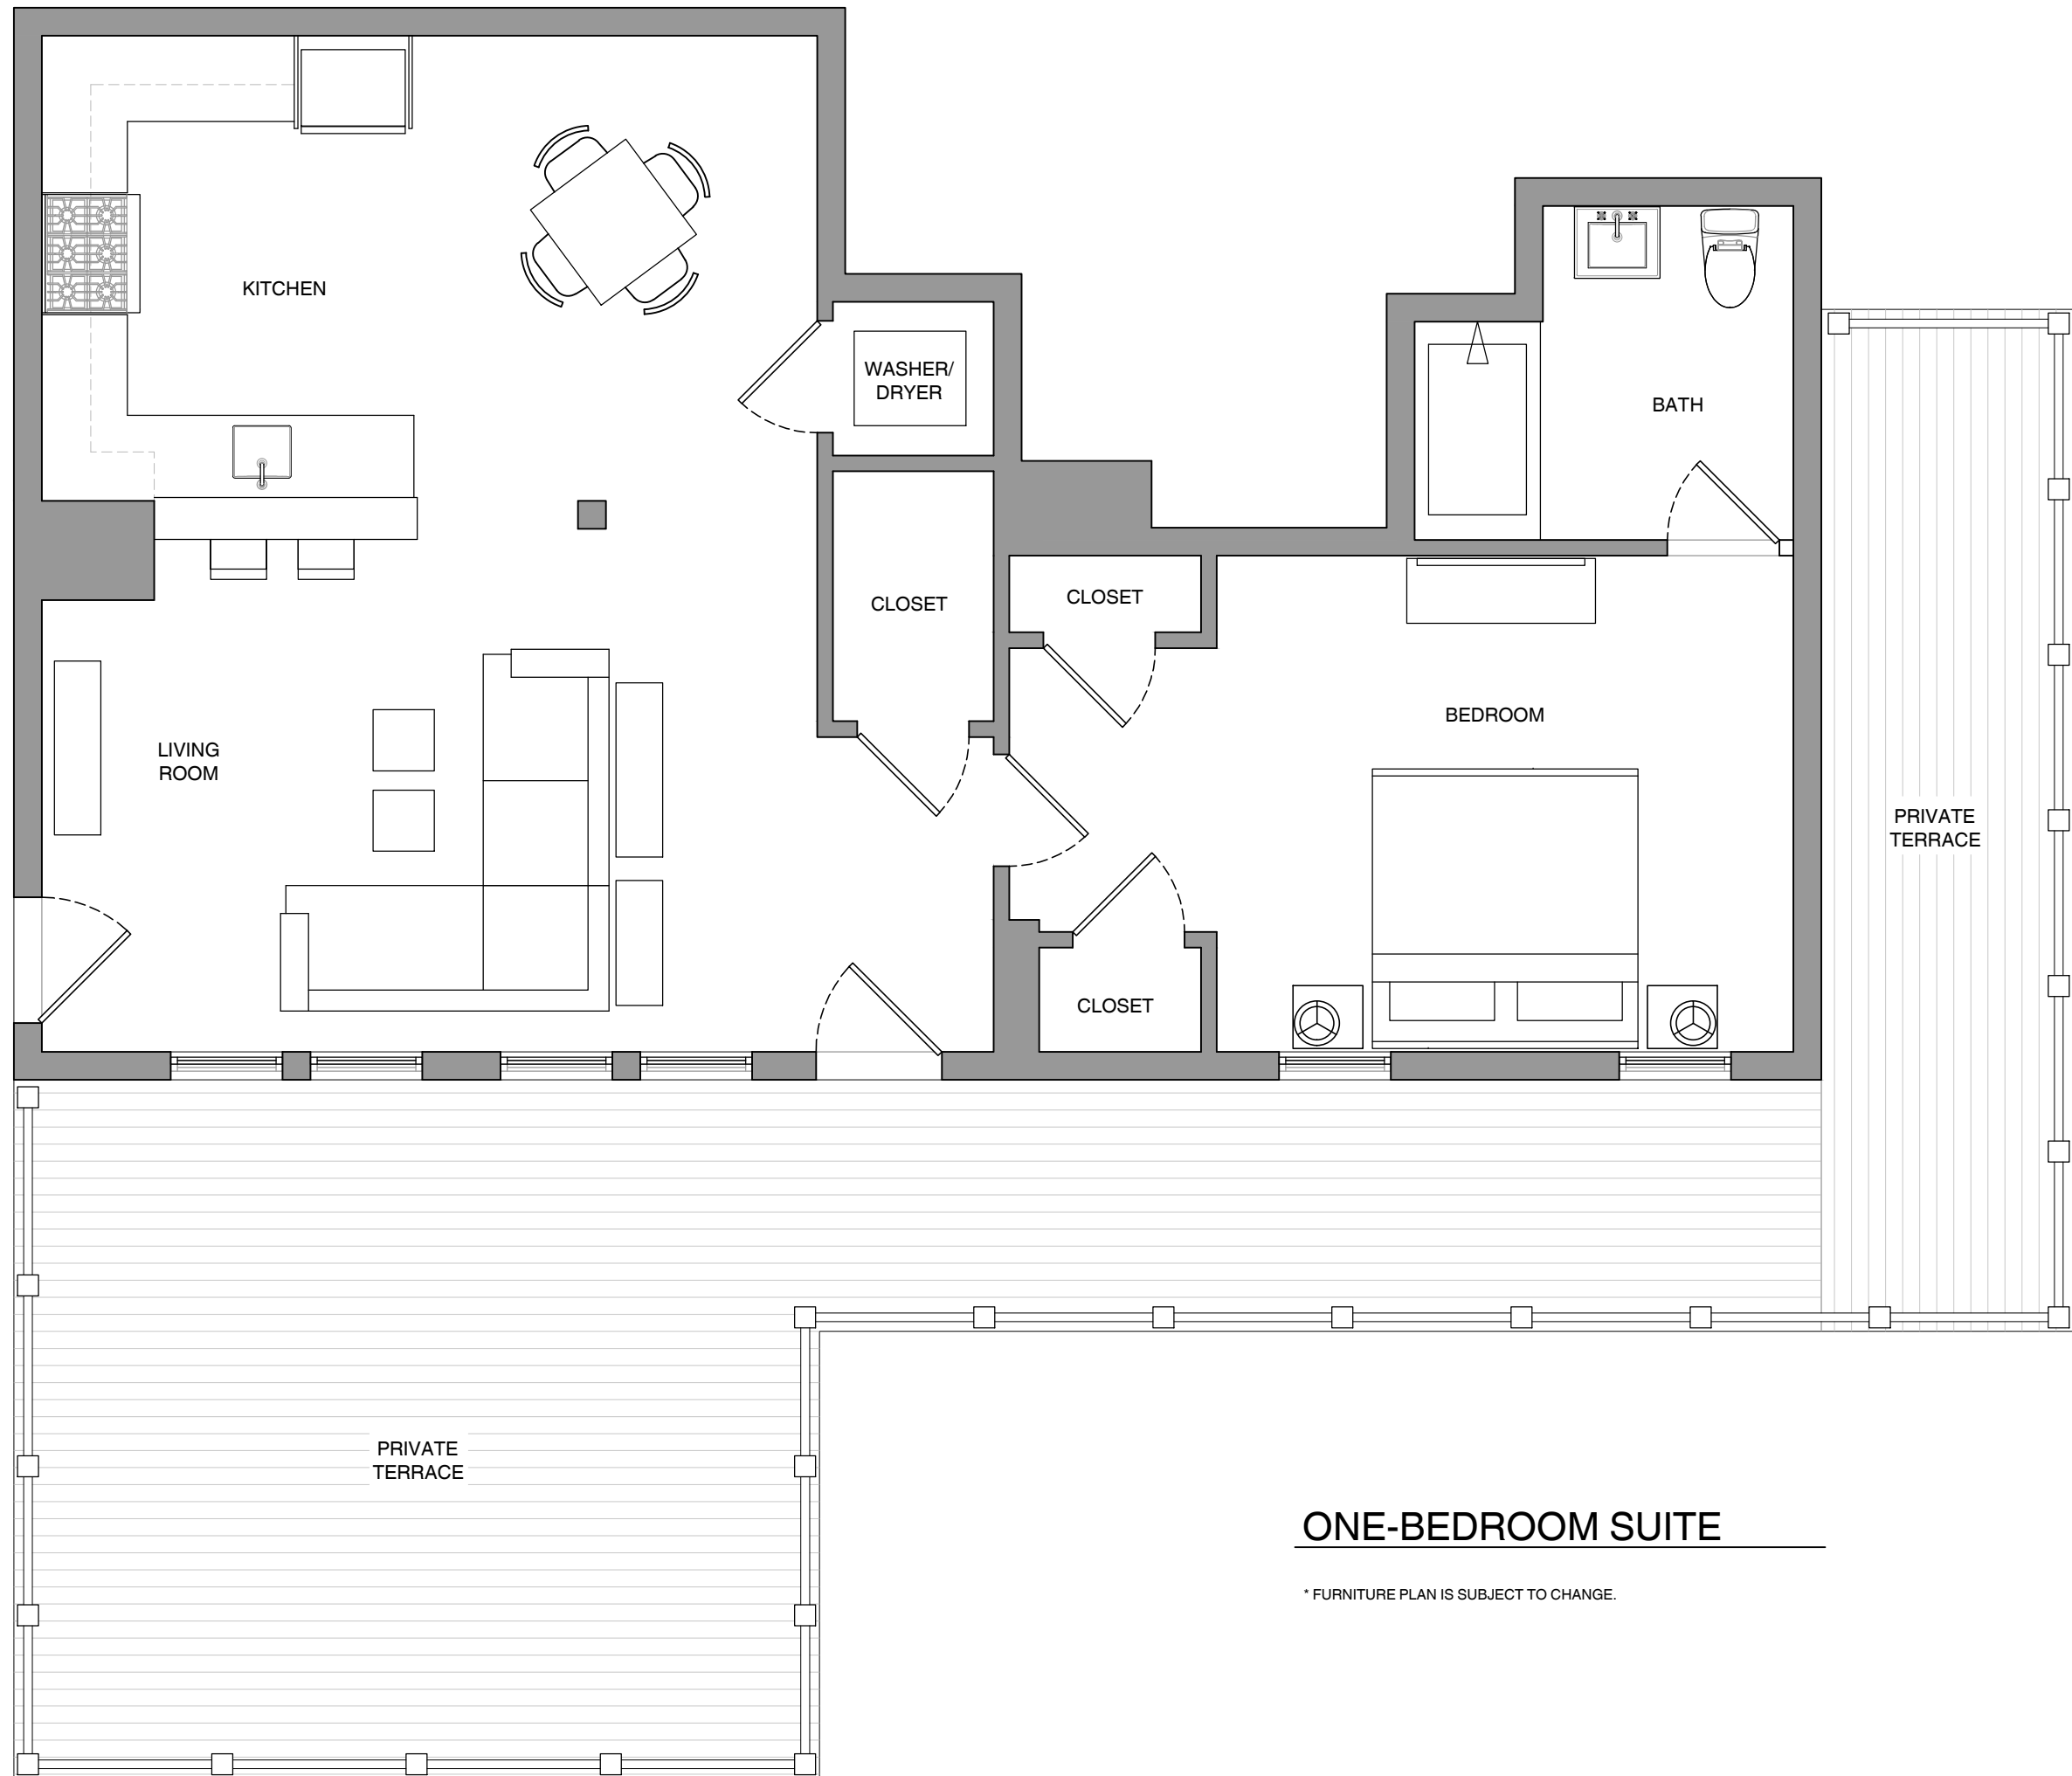 KITCHEN
WASHER/
DRYER
BATH
CLOSET
CLOSET
BEDROOM
LIVING
ROOM
PRIVATE
TERRACE
CLOSET
PRIVATE
TERRACE
ONE-BEDROOM SUITE
* FURNITURE PLAN IS SUBJECT TO CHANGE.